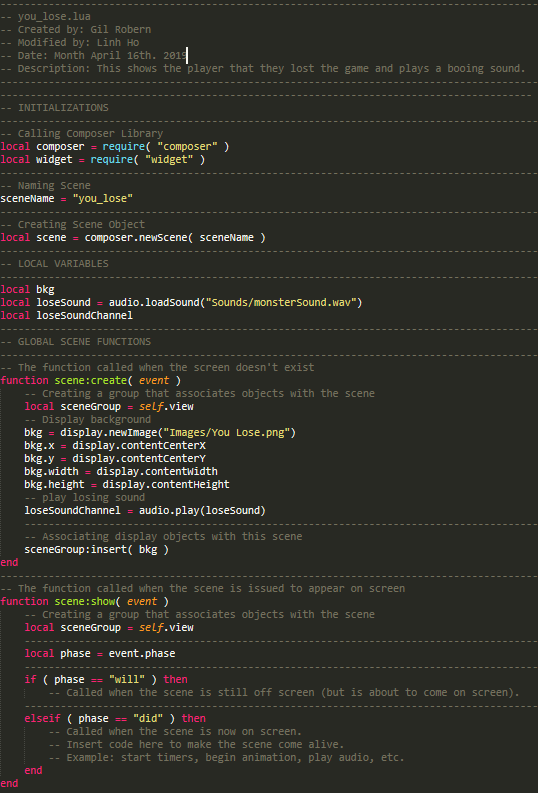 -----------------------------------------------------------------------------------------
-- you_lose.lua
-- Created by: Gil Robern
-- Modified by: Linh Ho
-- Date: Month April 16th. 2019
-- Description: This shows the player that they lost the game and plays a booing sound.
-----------------------------------------------------------------------------------------
-----------------------------------------------------------------------------------------
-- INITIALIZATIONS
-----------------------------------------------------------------------------------------
-- Calling Composer Library
local composer = require( "composer" )
local widget = require( "widget" )
-----------------------------------------------------------------------------------------
-- Naming Scene
sceneName = "you_lose"
-----------------------------------------------------------------------------------------
-- Creating Scene Object
local scene = composer.newScene( sceneName )
-----------------------------------------------------------------------------------------
-- LOCAL VARIABLES
-----------------------------------------------------------------------------------------
local bkg
local loseSound = audio.loadSound("Sounds/monsterSound.wav")
local loseSoundChannel
-----------------------------------------------------------------------------------------
-- GLOBAL SCENE FUNCTIONS
-----------------------------------------------------------------------------------------
-- The function called when the screen doesn't exist
function scene:create( event )
    -- Creating a group that associates objects with the scene
    local sceneGroup = self.view
    -- Display background
    bkg = display.newImage("Images/You Lose.png")
    bkg.x = display.contentCenterX
    bkg.y = display.contentCenterY
    bkg.width = display.contentWidth
    bkg.height = display.contentHeight
    -- play losing sound
    loseSoundChannel = audio.play(loseSound)
    -------------------------------------------------------------------------------------
    -- Associating display objects with this scene
    sceneGroup:insert( bkg )
end
-----------------------------------------------------------------------------------------
-- The function called when the scene is issued to appear on screen
function scene:show( event )
    -- Creating a group that associates objects with the scene
    local sceneGroup = self.view
    -------------------------------------------------------------------------------------
    local phase = event.phase
    -------------------------------------------------------------------------------------
    if ( phase == "will" ) then
        -- Called when the scene is still off screen (but is about to come on screen).
    -------------------------------------------------------------------------------------
    elseif ( phase == "did" ) then
        -- Called when the scene is now on screen.
        -- Insert code here to make the scene come alive.
        -- Example: start timers, begin animation, play audio, etc.
    end
end